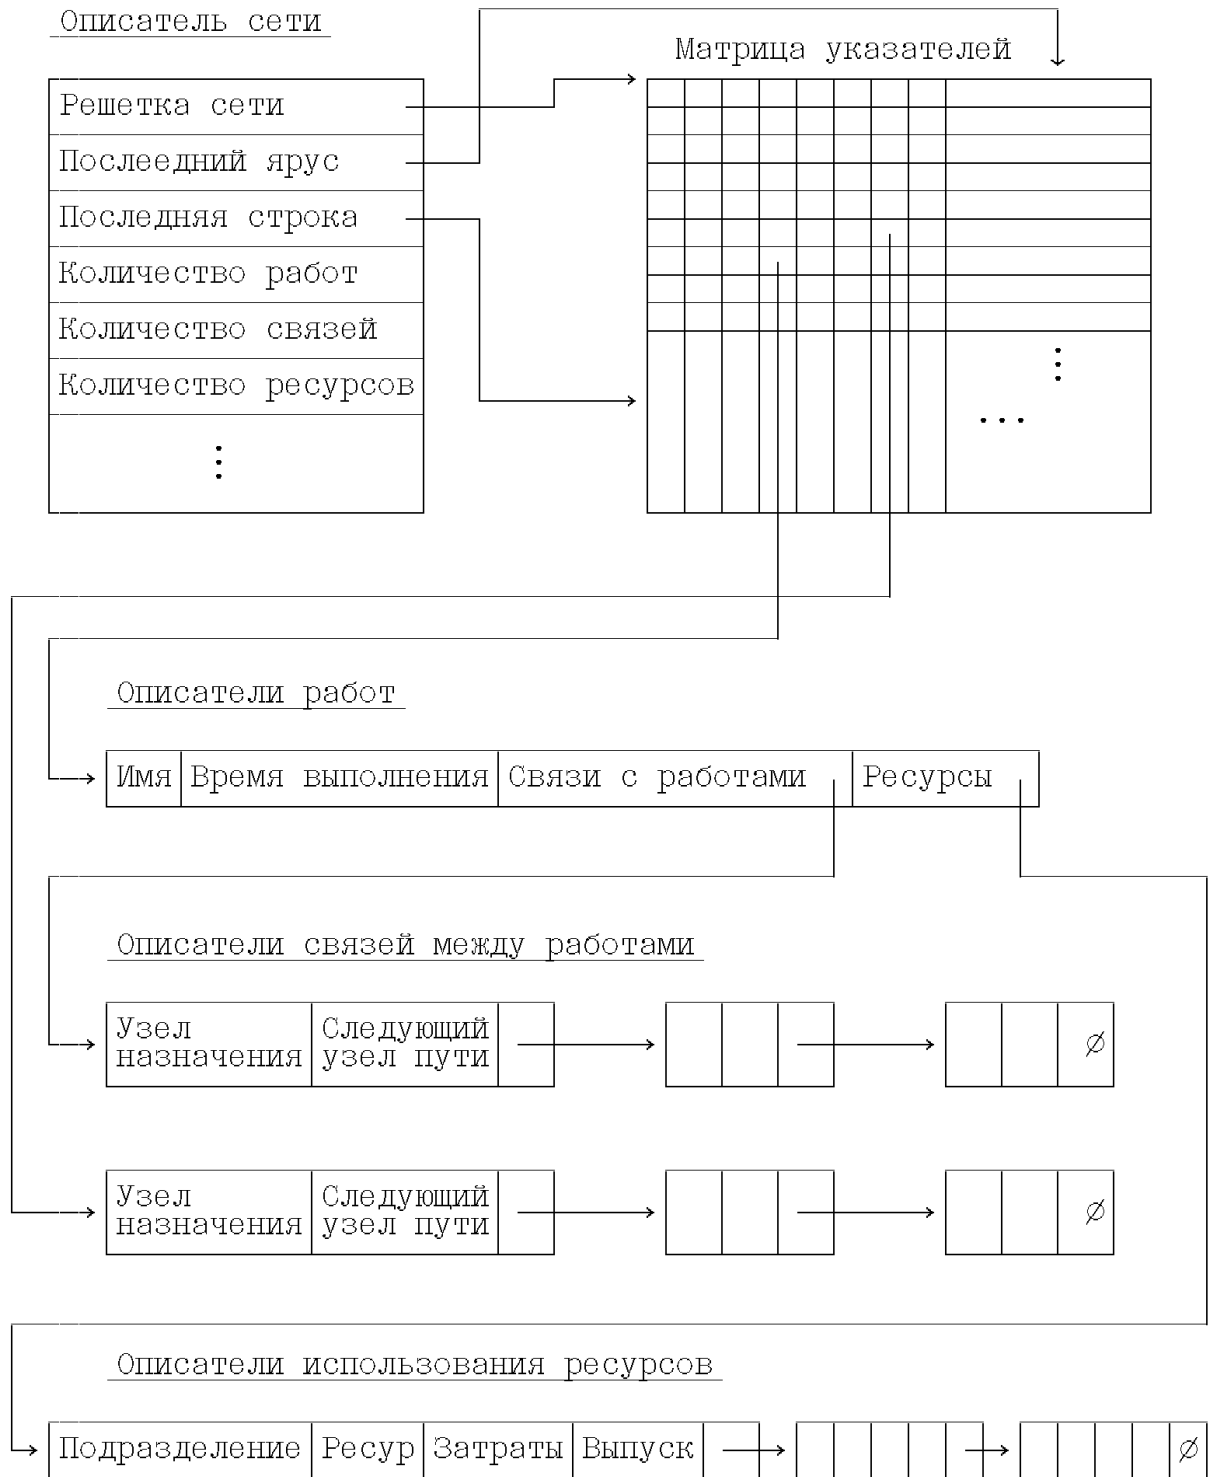 Описатель сети
Матрица указателей
Решетка сети
Послеедний ярус
Последняя строка
Количество работ
Количество связей
Количество ресурсов
Описатели работ
Имя Время выполнения Связи с работами Ресурсы
Описатели связей между работами
Узел Следующий
назначения узел пути
∅ ∅
Узел Следующий
назначения узел пути
∅
Описатели использования ресурсов
Подразделение Ресур Затраты Выпуск ∅